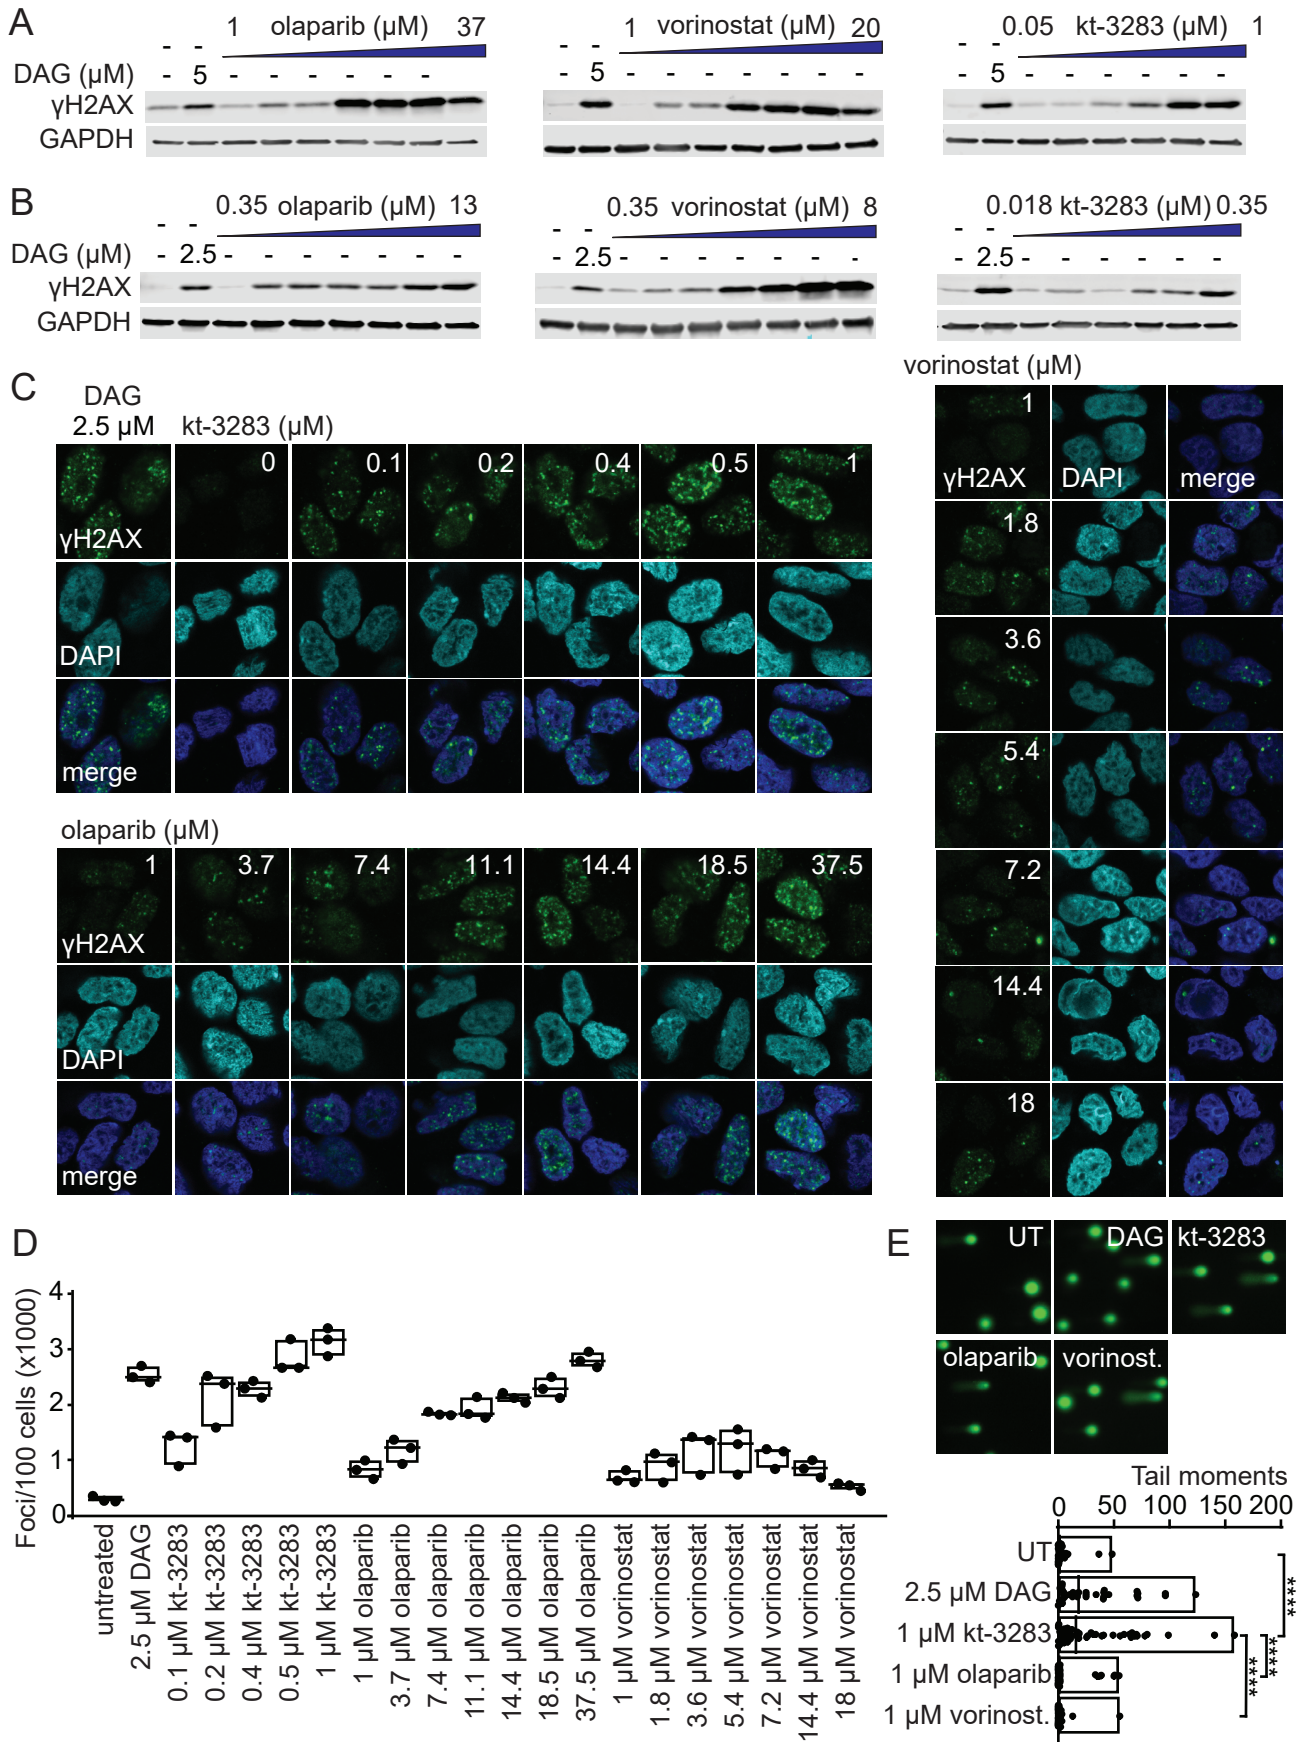 A
1 olaparib (µM) 37
- -
DAG (µM) - 5 - - - - - -
γH2AX
GAPDH
1 vorinostat (µM) 20
- -
- 5 - - - - - - -
0.05 kt-3283 (µM) 1
- -
- 5 - - - - - -
B
0.35 olaparib (µM) 13
- -
DAG (µM) - 2.5 - - - - - - -
γH2AX
GAPDH
0.35 vorinostat (µM) 8
- -
- 2.5 - - - - - - -
0.018 kt-3283 (µM) 0.35
- -
- 2.5 - - - - - -
C
DAG
2.5 µM kt-3283 (µM)
0 0.1 0.2 0.4 0.5 1
γH2AX
DAPI
merge
olaparib (µM)
1 3.7 7.4 11.1 14.4 18.5 37.5
γH2AX
DAPI
merge
vorinostat (µM)
1
γH2AX DAPI merge
1.8
3.6
5.4
7.2
14.4
18
D
Foci/100 cells (x1000)
4
3
2
1
0
untreated
2.5 µM DAG
0.1 µM kt-3283
0.2 µM kt-3283
0.4 µM kt-3283
0.5 µM kt-3283
1 µM kt-3283
1 µM olaparib
3.7 µM olaparib
7.4 µM olaparib
11.1 µM olaparib
14.4 µM olaparib
18.5 µM olaparib
37.5 µM olaparib
1 µM vorinostat
1.8 µM vorinostat
3.6 µM vorinostat
5.4 µM vorinostat
7.2 µM vorinostat
14.4 µM vorinostat
18 µM vorinostat
E
UT DAG kt-3283
olaparib vorinost.
Tail moments
0 50 100 150 200
UT
2.5 µM DAG
1 µM kt-3283
1 µM olaparib
1 µM vorinost.
****
****
****